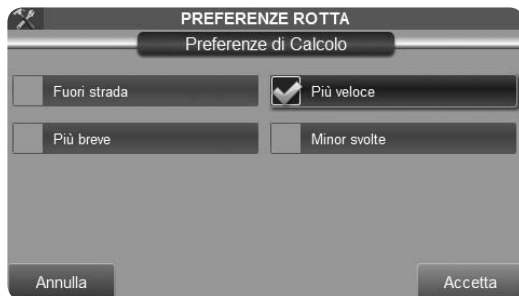 PREFERENZE ROTTA
Preferenze di Calcolo
Fuori strada
Più veloce
Più breve
Minor svolte
Annulla
Accetta